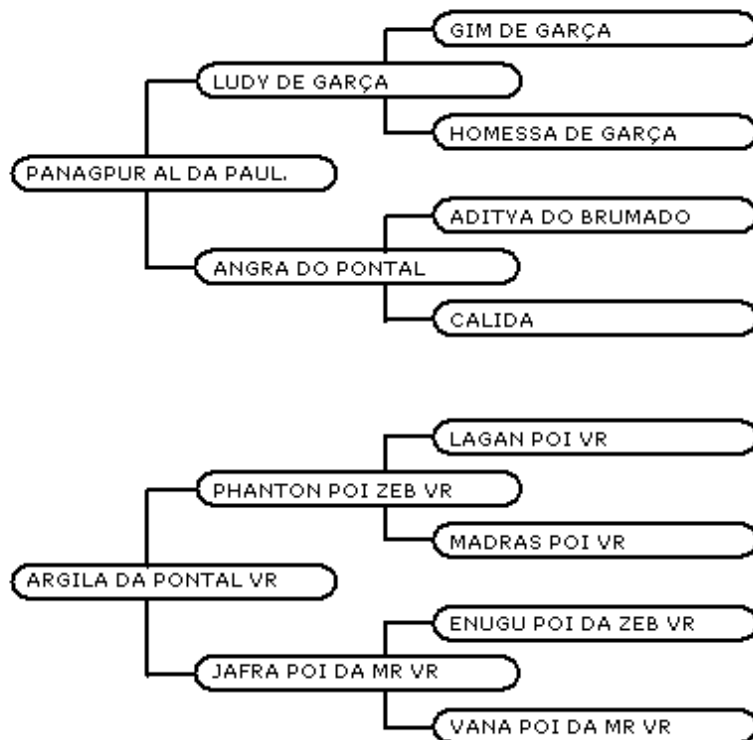 GIM DE GARÇA
LUDY DE GARÇA
HOMESSA DE GARÇA
PANAGPUR AL DA PAUL.
ADITYA DO BRUMADO
ANGRA DO PONTAL
CALIDA
LAGAN POI VR
PHANTON POI ZEB VR
MADRAS POI VR
ARGILA DA PONTAL VR
ENUGU POI DA ZEB VR
JAFRA POI DA MR VR
VANA POI DA MR VR